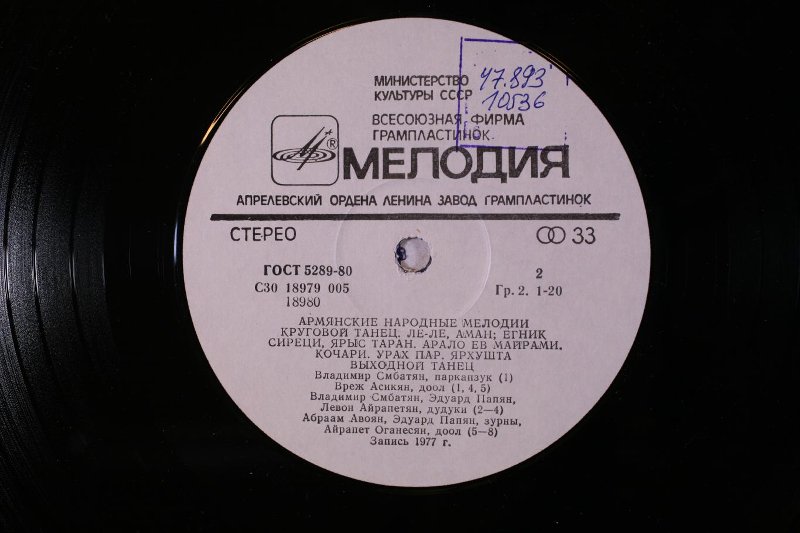 МИНИСТЕРСТВО
КУЛЬТУРЫ СССР
47.893
10536
ВСЕСОЮЗНАЯ ФИРМА
ГРАМПЛАСТИНОК
®
МЕЛОДИЯ
АПРЕЛЕВСКИЙ ОРДЕНА ЛЕНИНА ЗАВОД ГРАМПЛАСТИНОК
СТЕРЕО
33
ГОСТ 5289-80
2
С30 18979 005
Гр. 2. 1-20
18980
АРМЯНСКИЕ НАРОДНЫЕ МЕЛОДИИ
КРУГОВОЙ ТАНЕЦ. ЛЕ-ЛЕ, АМАН; ЕГНИК
СИРЕЦИ, ЯРЫС ТАРАН. АРАЛО ЕВ МАЙРАМИ.
КОЧАРИ. УРАХ ПАР. ЯРХУШТА
ВЫХОДНОЙ ТАНЕЦ
Владимир Смбатян, парканзук (1)
Вреж Асикян, доол (1, 4, 5)
Владимир Смбатян, Эдуард Папян,
Левон Айрапетян, дудуки (2—4)
Абраам Авоян, Эдуард Папян, зурны,
Айрапет Оганесян, доол (5—8)
Запись 1977 г.